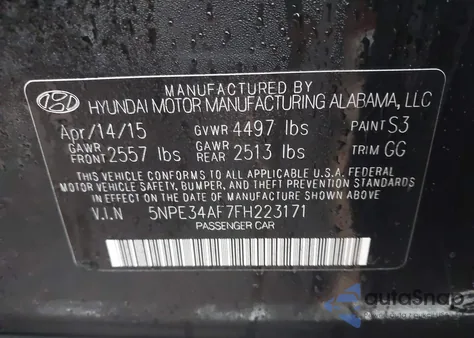 MANUFACTURED BY
HYUNDAI MOTOR MANUFACTURING ALABAMA, LLC
Apr/14/15 GVWR 4497 lbs PAINT S3
GAWR FRONT 2557 lbs GAWR REAR 2513 lbs TRIM GG
THIS VEHICLE CONFORMS TO ALL APPLICABLE U.S.A. FEDERAL
MOTOR VEHICLE SAFETY, BUMPER, AND THEFT PREVENTION STANDARDS
IN EFFECT ON THE DATE OF MANUFACTURE SHOWN ABOVE
V.I.N 5NPE34AF7FH223171
PASSENGER CAR
autoSnap